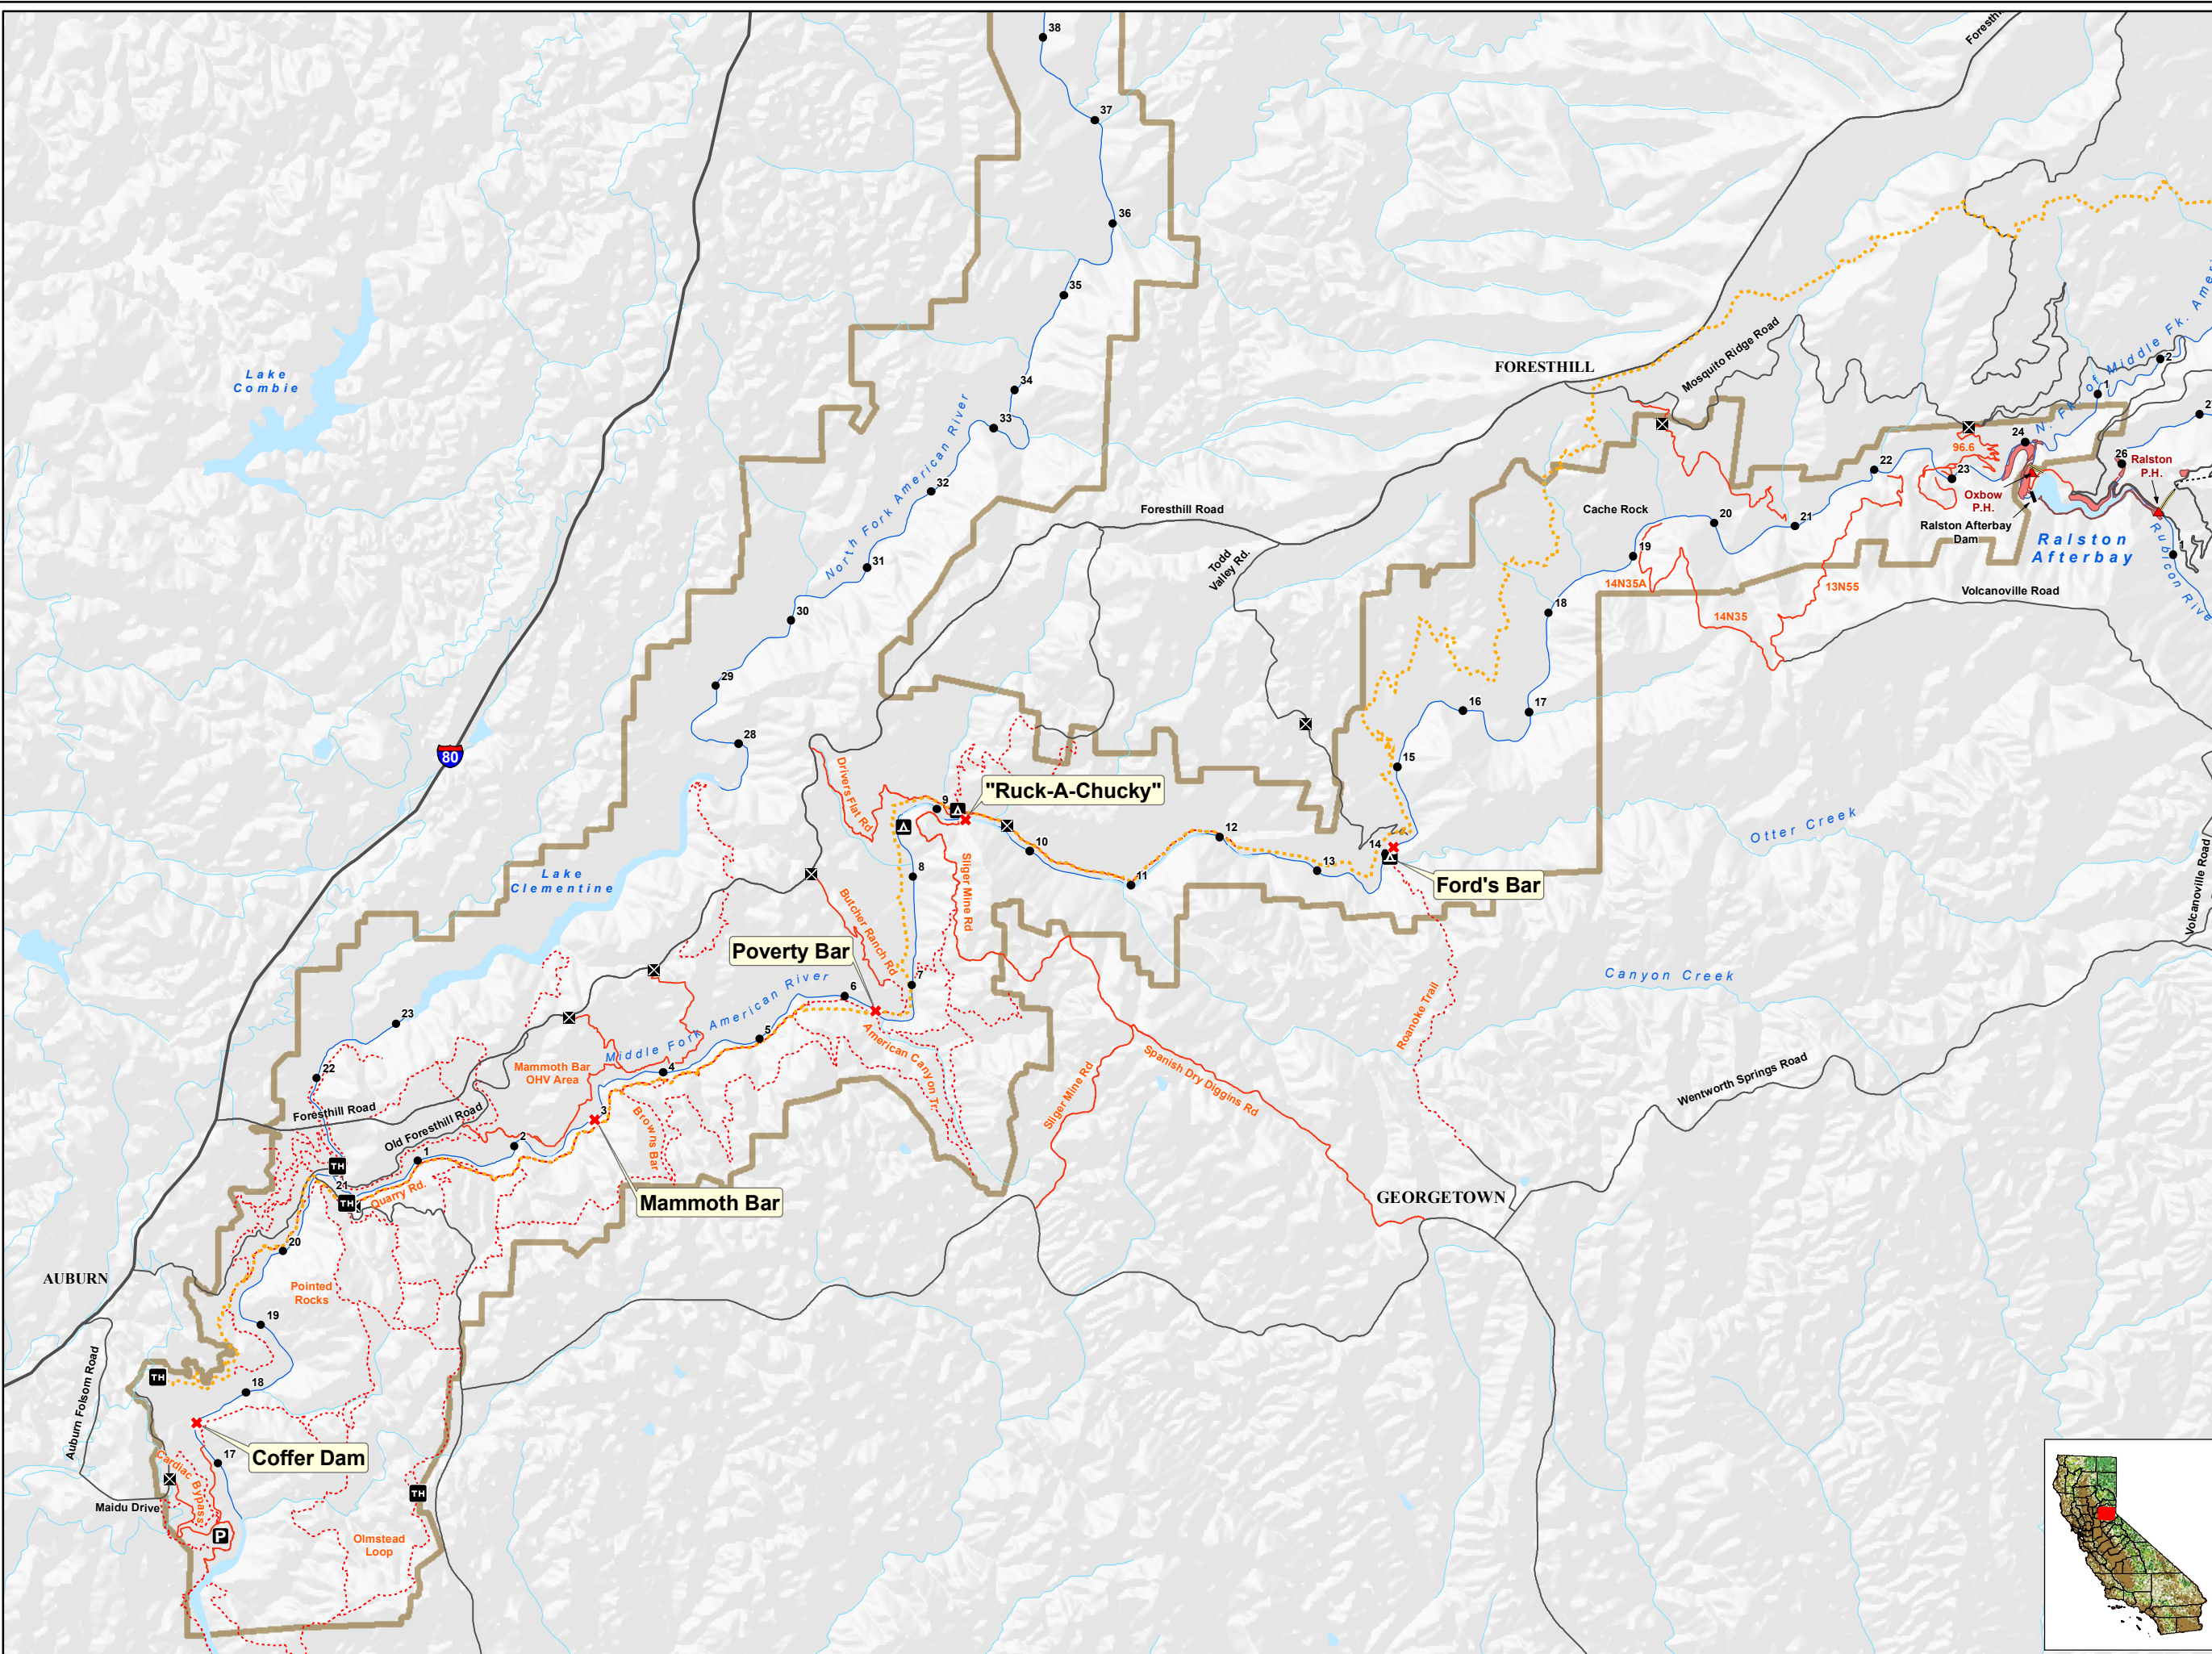 38
Foresthi
37
36
35
N. Fk. of Middle Fk. Ameri
2
Lake
Combie
FORESTHILL
Mosquito Ridge Road
1
34
33
North Fork American River
24
22
96.6
23
26
Ralston
P.H.
27
32
Oxbow
P.H.
Foresthill Road
Cache Rock
20
21
Ralston Afterbay
Dam
Ralston
Afterbay
1
Rubicon River
31
Todd
Valley Rd.
19
14N35A
13N55
Volcanoville Road
30
18
14N35
29
16
17
28
80
15
Drivers Flat Rd
"Ruck-A-Chucky"
9
10
12
14
13
Otter Creek
8
11
Lake
Clementine
Sliger Mine Rd
Ford's Bar
Butcher Ranch Rd
Volcanoville Road
Poverty Bar
7
6
Canyon Creek
23
5
Middle Fork American River
American Canyon Tr.
Roanoke Trail
22
Mammoth Bar
OHV Area
4
Sliger Mine Rd
Spanish Dry Diggins Rd
Wentworth Springs Road
Foresthill Road
Old Foresthill Road
3
Browns Bar
2
1
TH
21
TH
Quarry Rd.
Mammoth Bar
GEORGETOWN
20
AUBURN
Pointed
Rocks
19
TH
18
Auburn Folsom Road
Coffer Dam
17
Cardiac Bypass
TH
Maidu Drive
P
Olmstead
Loop